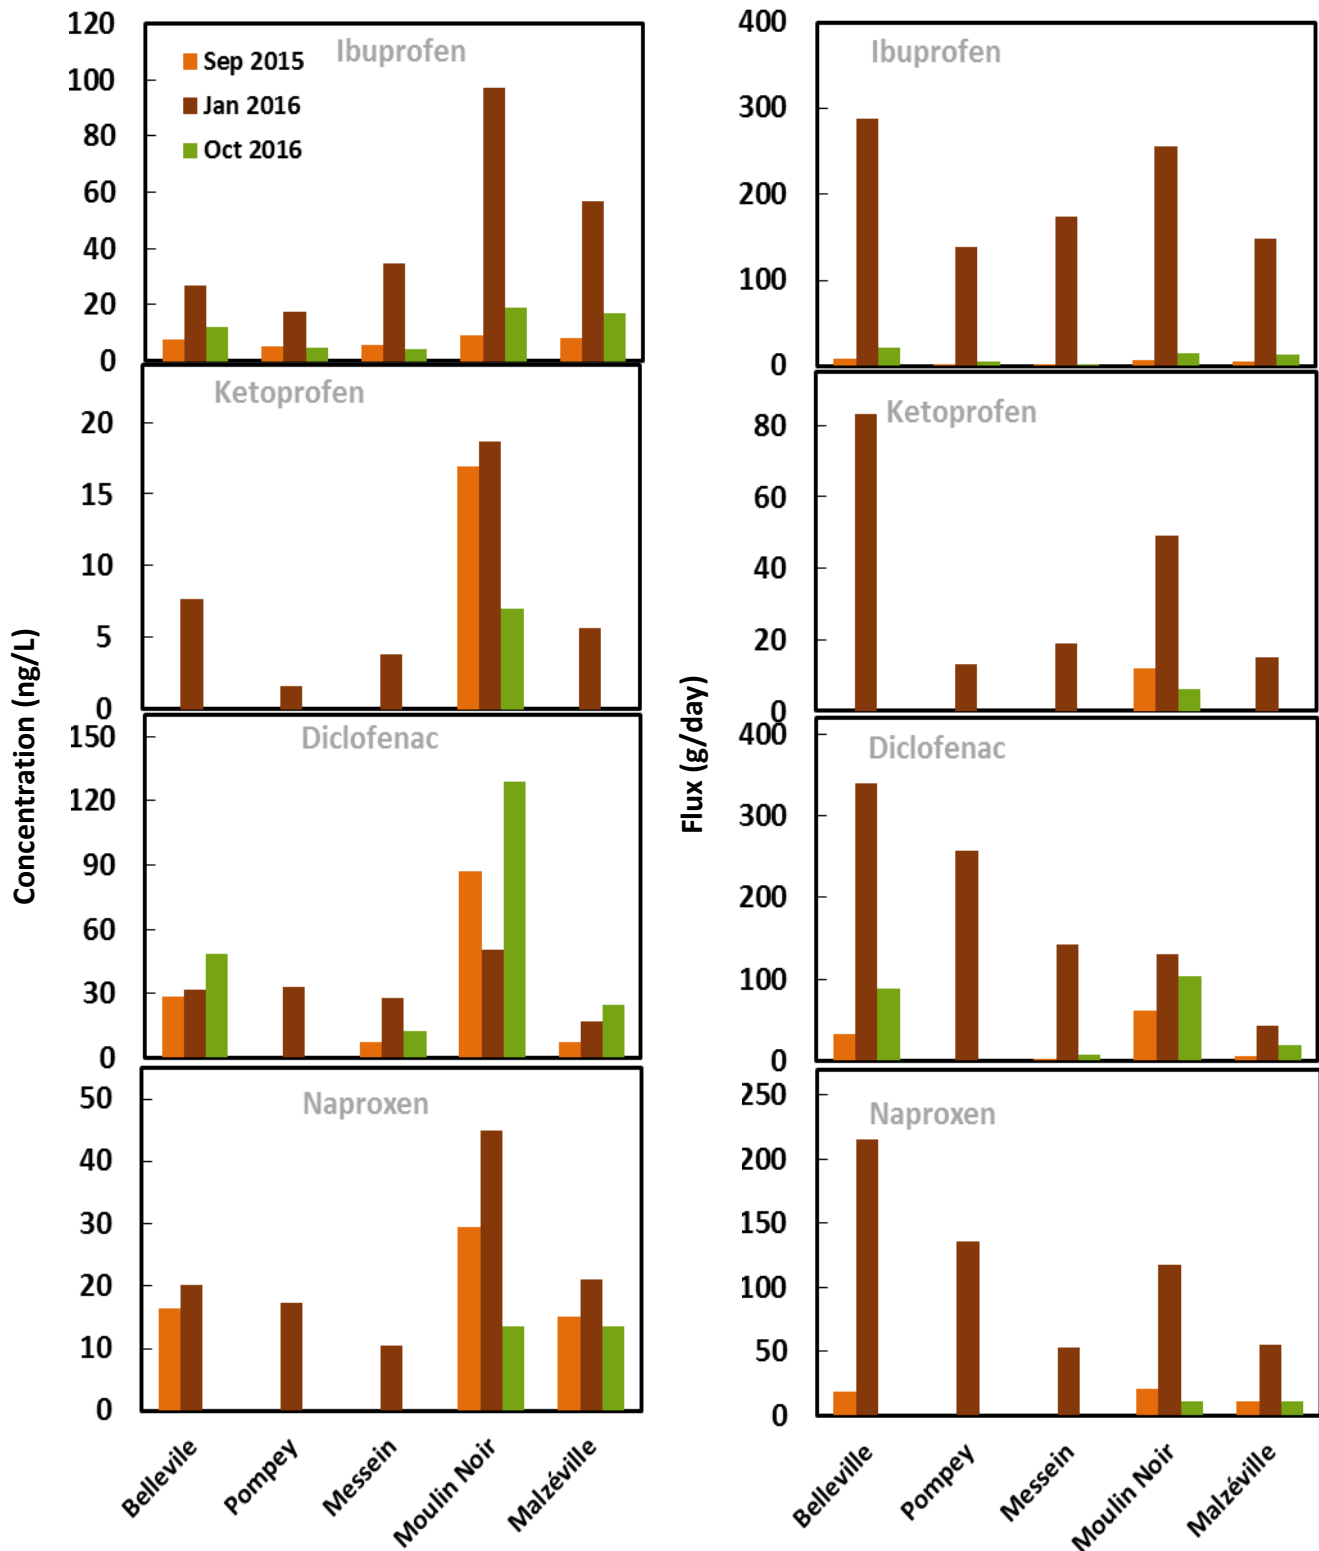 Concentration (ng/L)
120
100
80
60
40
20
0
Ibuprofen
Sep 2015
Jan 2016
Oct 2016
20
15
10
5
0
Ketoprofen
150
120
90
60
30
0
Diclofenac
50
40
30
20
10
0
Naproxen
Bellevile
Pompey
Messein
Moulin Noir
Malzéville
Flux (g/day)
400
300
200
100
0
Ibuprofen
80
60
40
20
0
Ketoprofen
400
300
200
100
0
Diclofenac
250
200
150
100
50
0
Naproxen
Belleville
Pompey
Messein
Moulin Noir
Malzéville